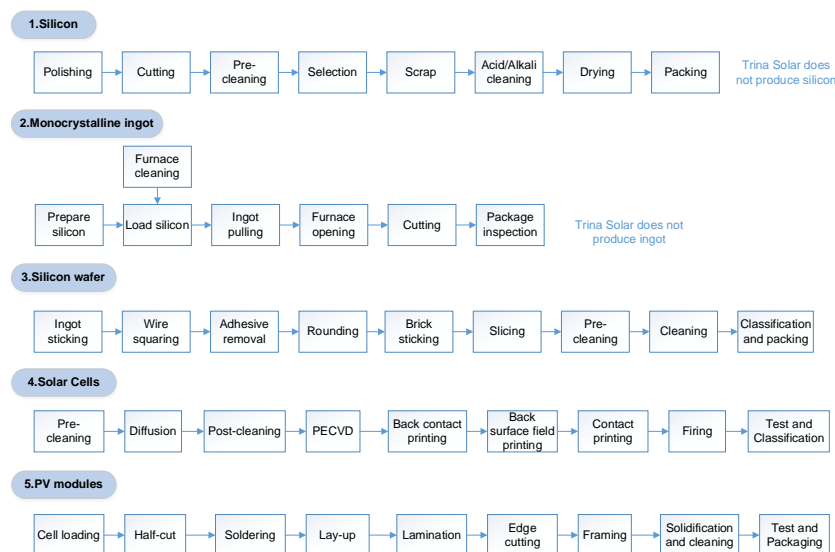 1.Silicon
Polishing
Cutting
Pre-
cleaning
Selection
Scrap
Acid/Alkali
cleaning
Drying
Packing
Trina Solar does
not produce silicon
2.Monocrystalline ingot
Furnace
cleaning
Prepare
silicon
Load silicon
Ingot
pulling
Furnace
opening
Cutting
Package
inspection
Trina Solar does not
produce ingot
3.Silicon wafer
Ingot
sticking
Wire
squaring
Adhesive
removal
Rounding
Brick
sticking
Slicing
Pre-
cleaning
Cleaning
Classification
and packing
4.Solar Cells
Pre-
cleaning
Diffusion
Post-cleaning
PECVD
Back contact
printing
Back
surface field
printing
Contact
printing
Firing
Test and
Classification
5.PV modules
Cell loading
Half-cut
Soldering
Lay-up
Lamination
Edge
cutting
Framing
Solidification
and cleaning
Test and
Packaging